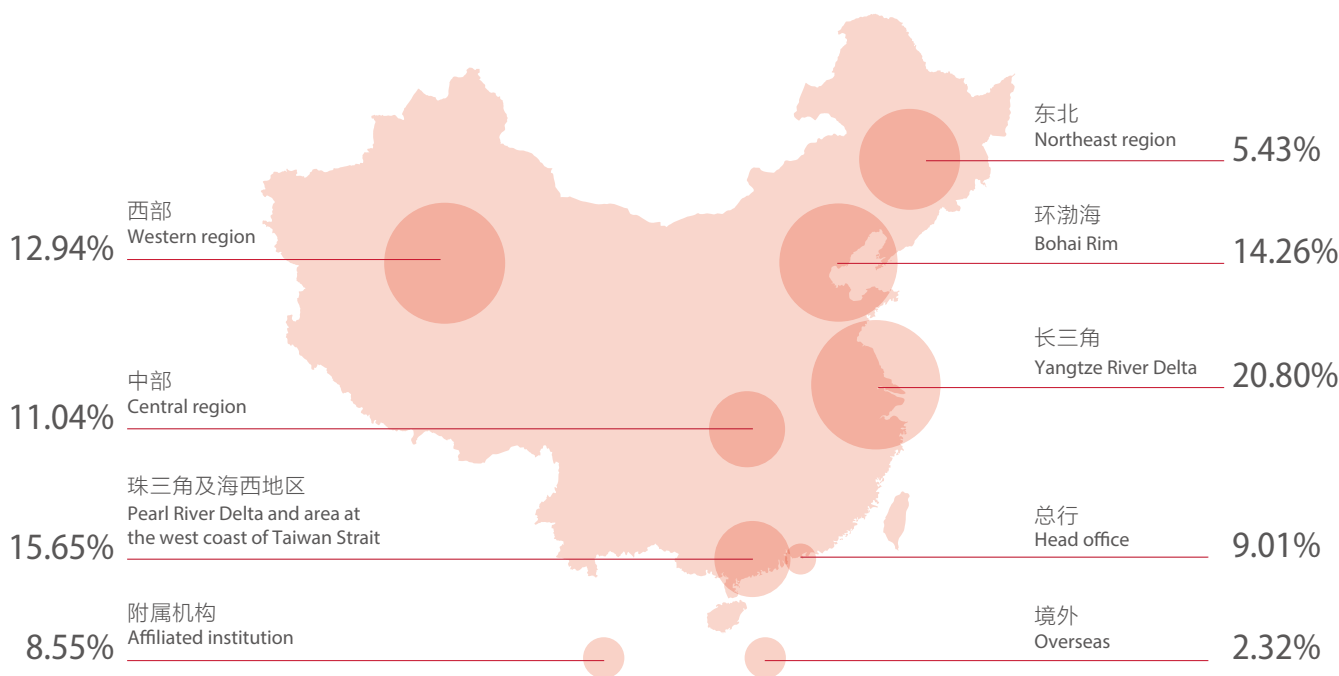 东北
Northeast region
5.43%
西部
Western region
12.94%
环渤海
Bohai Rim
14.26%
长三角
Yangtze River Delta
20.80%
中部
Central region
11.04%
珠三角及海西地区
Pearl River Delta and area at
the west coast of Taiwan Strait
15.65%
总行
Head office
9.01%
附属机构
Affiliated institution
8.55%
境外
Overseas
2.32%